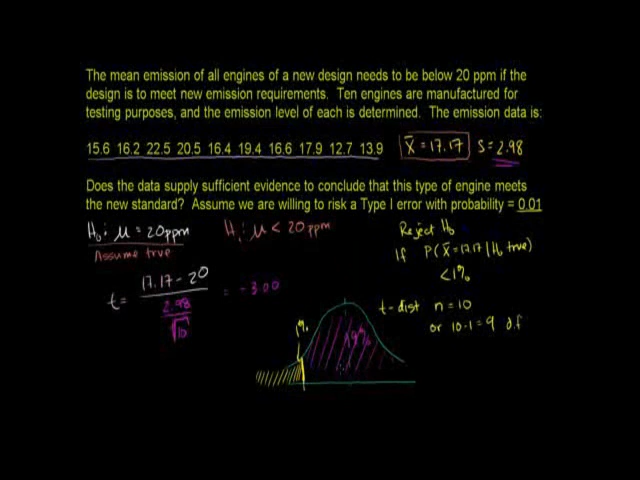 The mean emission of all engines of a new design needs to be below 20 ppm if the
design is to meet new emission requirements. Ten engines are manufactured for
testing purposes, and the emission level of each is determined. The emission data is:
15.6 16.2 22.5 20.5 16.4 19.4 16.6 17.9 12.7 13.9 X̄ = 17.17 S = 2.98
Does the data supply sufficient evidence to conclude that this type of engine meets
the new standard? Assume we are willing to risk a Type I error with probability = 0.01
H₀: μ = 20ppm H₁: μ < 20ppm Reject H₀
Assume true If P(X̄=17.17 | H₀ true)
<1%
t = 17.17 - 20 / 2.98 / √10 = -3.00
t-dist n = 10
or 10-1 = 9 d.f
1% 99%